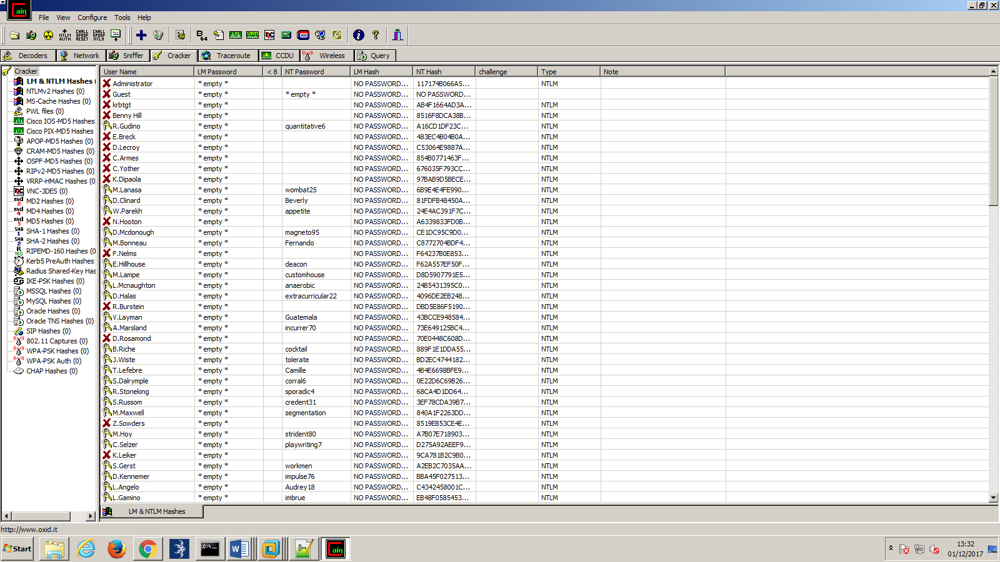 Cain
File View Configure Tools Help
NTLM AUTH CHALL SPOOF RESET CHALL SPOOF NTLM B 64
Decoders Network Sniffer Cracker Traceroute CCDU Wireless Query
Cracker
LM & NTLM Hashes (
NTLMv2 Hashes (0)
MS-Cache Hashes (0)
PWL files (0)
Cisco IOS-MD5 Hashes
Cisco PIX-MD5 Hashes
APOP-MD5 Hashes (0)
CRAM-MD5 Hashes (0)
OSPF-MD5 Hashes (0)
RIPv2-MD5 Hashes (0)
VRRP-HMAC Hashes (0
VNC-3DES (0)
MD2 Hashes (0)
MD4 Hashes (0)
MD5 Hashes (0)
SHA-1 Hashes (0)
SHA-2 Hashes (0)
RIPEMD-160 Hashes (0
Kerb5 PreAuth Hashes
Radius Shared-Key Has
IKE-PSK Hashes (0)
MSSQL Hashes (0)
MySQL Hashes (0)
Oracle Hashes (0)
Oracle TNS Hashes (0)
SIP Hashes (0)
802.11 Captures (0)
WPA-PSK Hashes (0)
WPA-PSK Auth (0)
CHAP Hashes (0)
User Name LM Password < 8 NT Password LM Hash NT Hash challenge Type Note
Administrator * empty * NO PASSWORD... 117174B066A5... NTLM
Guest * empty * * empty * NO PASSWORD... NO PASSWORD...
krbtgt * empty * NO PASSWORD... AB4F1664AD3A... NTLM
Benny Hill * empty * NO PASSWORD... 8516F8DCA38B... NTLM
R.Gudino * empty * quantitative6 NO PASSWORD... A16CD1DF23C... NTLM
E.Breck * empty * NO PASSWORD... 483EC4B04B0A... NTLM
D.Lecroy * empty * NO PASSWORD... C53064E9887A... NTLM
C.Armes * empty * NO PASSWORD... 854B0771463F... NTLM
C.Yother * empty * NO PASSWORD... 676035F793CC... NTLM
K.Dipaola * empty * NO PASSWORD... 97BAB9D5BECE... NTLM
M.Lanasa * empty * wombat25 NO PASSWORD... 6B9E4E4FE990... NTLM
D.Clinard * empty * Beverly NO PASSWORD... 81FDFB48450A... NTLM
W.Parekh * empty * appetite NO PASSWORD... 24E4AC391F7C... NTLM
N.Hooton * empty * NO PASSWORD... A6339833FD0B... NTLM
D.Mcdonough * empty * magneto95 NO PASSWORD... CE1DC95C9D0... NTLM
M.Bonneau * empty * Fernando NO PASSWORD... C8772704BDF4... NTLM
F.Nelms * empty * NO PASSWORD... F64237B0E853... NTLM
E.Hillhouse * empty * deacon NO PASSWORD... F62A557EF50F... NTLM
M.Lampe * empty * customhouse NO PASSWORD... D8D5907791E5... NTLM
L.Mcnaughton * empty * anaerobic NO PASSWORD... 24B5431395C0... NTLM
D.Halas * empty * extracurricular22 NO PASSWORD... 4096DE2EB248... NTLM
R.Burstein * empty * NO PASSWORD... DBD5E86F5190... NTLM
V.Layman * empty * Guatemala NO PASSWORD... 43BCCE948584... NTLM
A.Marsland * empty * incurrer70 NO PASSWORD... 73E649125BC4... NTLM
D.Rosamond * empty * NO PASSWORD... 70E0448C608D... NTLM
B.Riche * empty * cocktail NO PASSWORD... 889F1E1DDA55... NTLM
J.Wiste * empty * tolerate NO PASSWORD... BD2EC4744182... NTLM
T.Lefebre * empty * Camille NO PASSWORD... 4B4E6698BFE9... NTLM
S.Dalrymple * empty * corral6 NO PASSWORD... 0E22D6C69B26... NTLM
R.Stoneking * empty * sporadic4 NO PASSWORD... 68CA4D1DD64... NTLM
S.Russom * empty * credent31 NO PASSWORD... 3EF78CDA39B7... NTLM
M.Maxwell * empty * segmentation NO PASSWORD... 840A1F2263DD... NTLM
Z.Sowders * empty * NO PASSWORD... 8519EB53CE4E... NTLM
M.Hoy * empty * strident80 NO PASSWORD... A7B07E718903... NTLM
C.Selzer * empty * playwriting7 NO PASSWORD... D275A92AEEF9... NTLM
K.Leiker * empty * NO PASSWORD... 9CA781B2C9B0... NTLM
S.Gerst * empty * workmen NO PASSWORD... A2EB2C7035AA... NTLM
D.Kennemer * empty * impulse76 NO PASSWORD... BBA45F027513... NTLM
L.Angelo * empty * Audrey18 NO PASSWORD... C4342458001C... NTLM
L.Gamino * empty * imbrue NO PASSWORD... EB48F0585453... NTLM
LM & NTLM Hashes
http://www.oxid.it
Start
13:32
01/12/2017